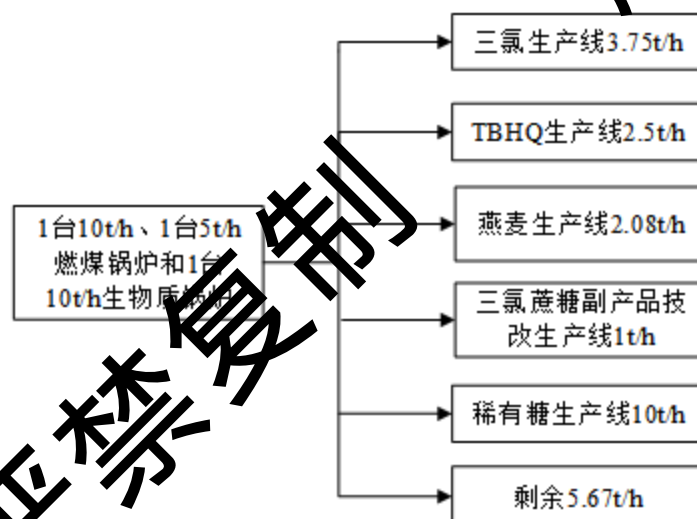 1台10t/h、1台5t/h
燃煤锅炉和1台
10t/h生物质锅炉
三氯生产线3.75t/h
TBHQ生产线2.5t/h
燕麦生产线2.08t/h
三氯蔗糖副产品技
改生产线1t/h
稀有糖生产线10t/h
剩余5.67t/h
严禁复制